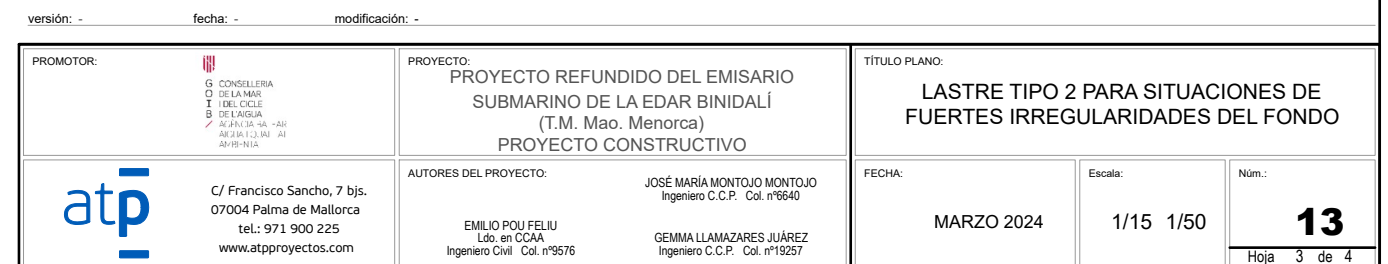 versión: - fecha: - modificación: -
PROMOTOR:
G CONSELLERIA
O DE LA MAR
I I DEL CICLE
B DE L'AIGUA
/
AMBIENTAL
PROYECTO:
PROYECTO REFUNDIDO DEL EMISARIO
SUBMARINO DE LA EDAR BINIDALÍ
(T.M. Mao. Menorca)
PROYECTO CONSTRUCTIVO
TÍTULO PLANO:
LASTRE TIPO 2 PARA SITUACIONES DE
FUERTES IRREGULARIDADES DEL FONDO
atp
C/ Francisco Sancho, 7 bjs.
07004 Palma de Mallorca
tel.: 971 900 225
www.atpproyectos.com
AUTORES DEL PROYECTO:
JOSÉ MARÍA MONTOJO MONTOJO
Ingeniero C.C.P. Col. nº6640
EMILIO POU FELIU
Ldo. en CCAA
Ingeniero Civil Col. nº9576
GEMMA LLAMAZARES JUÁREZ
Ingeniero C.C.P. Col. nº19257
FECHA:
MARZO 2024
Escala:
1/15 1/50
Núm.:
13
Hoja 3 de 4